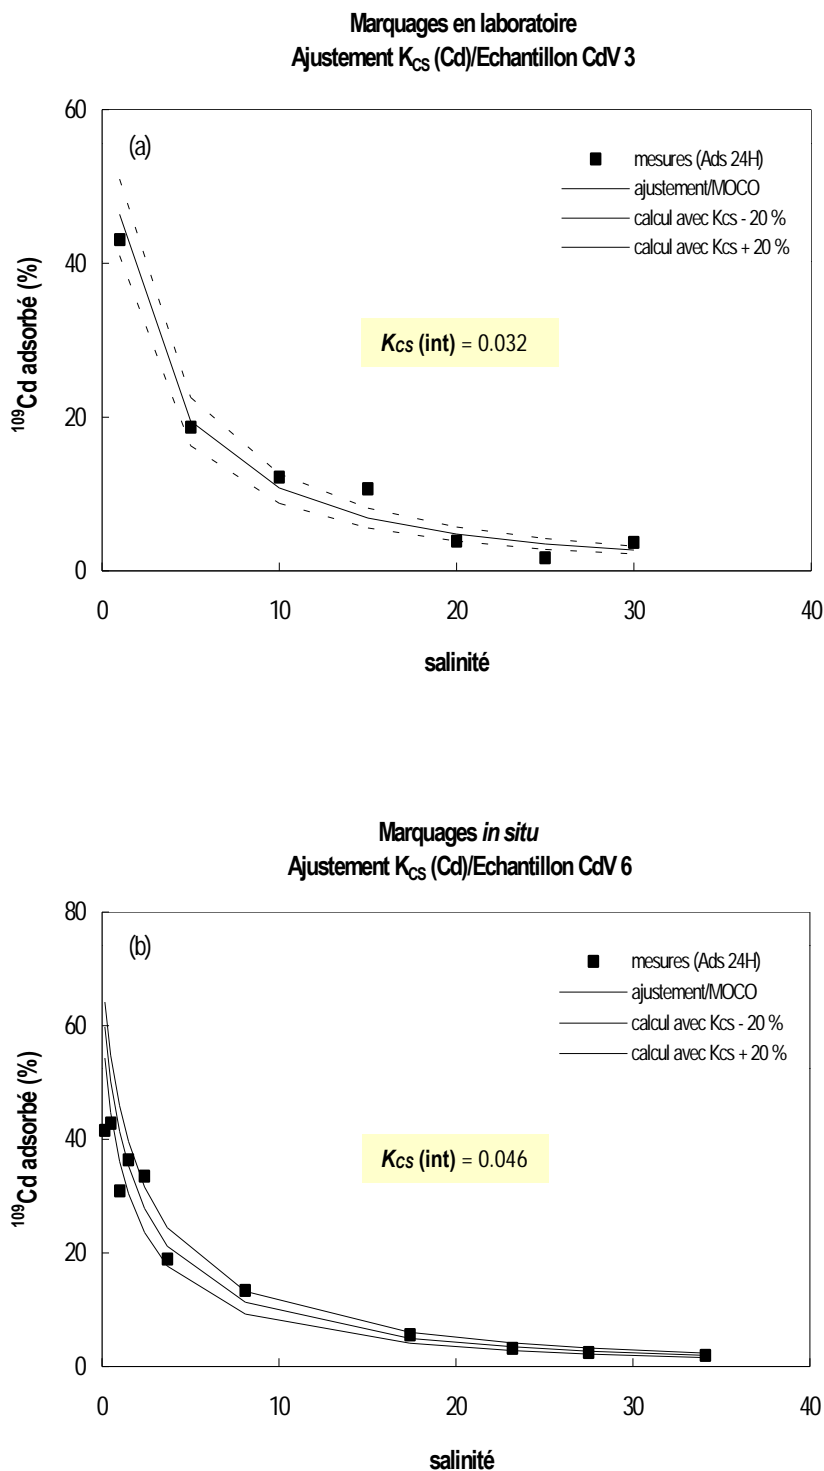 Marquages en laboratoire
Ajustement KCS (Cd)/Echantillon CdV 3
(a)
60
40
20
0
0 10 20 30 40
109Cd adsorbé (%)
salinité
mesures (Ads 24H)
ajustement/MOCO
calcul avec Kcs - 20 %
calcul avec Kcs + 20 %
KCS (int) = 0.032
Marquages in situ
Ajustement KCS (Cd)/Echantillon CdV 6
(b)
80
60
40
20
0
0 10 20 30 40
109Cd adsorbé (%)
salinité
mesures (Ads 24H)
ajustement/MOCO
calcul avec Kcs - 20 %
calcul avec Kcs + 20 %
KCS (int) = 0.046